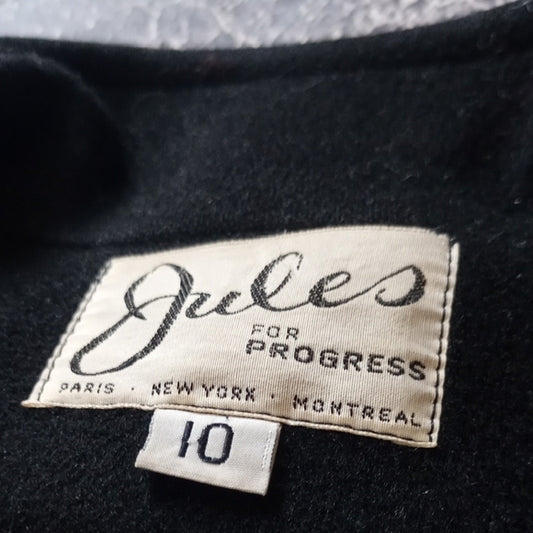 Jules
FOR
PROGRESS
PARIS · NEW YORK · MONTREAL
10